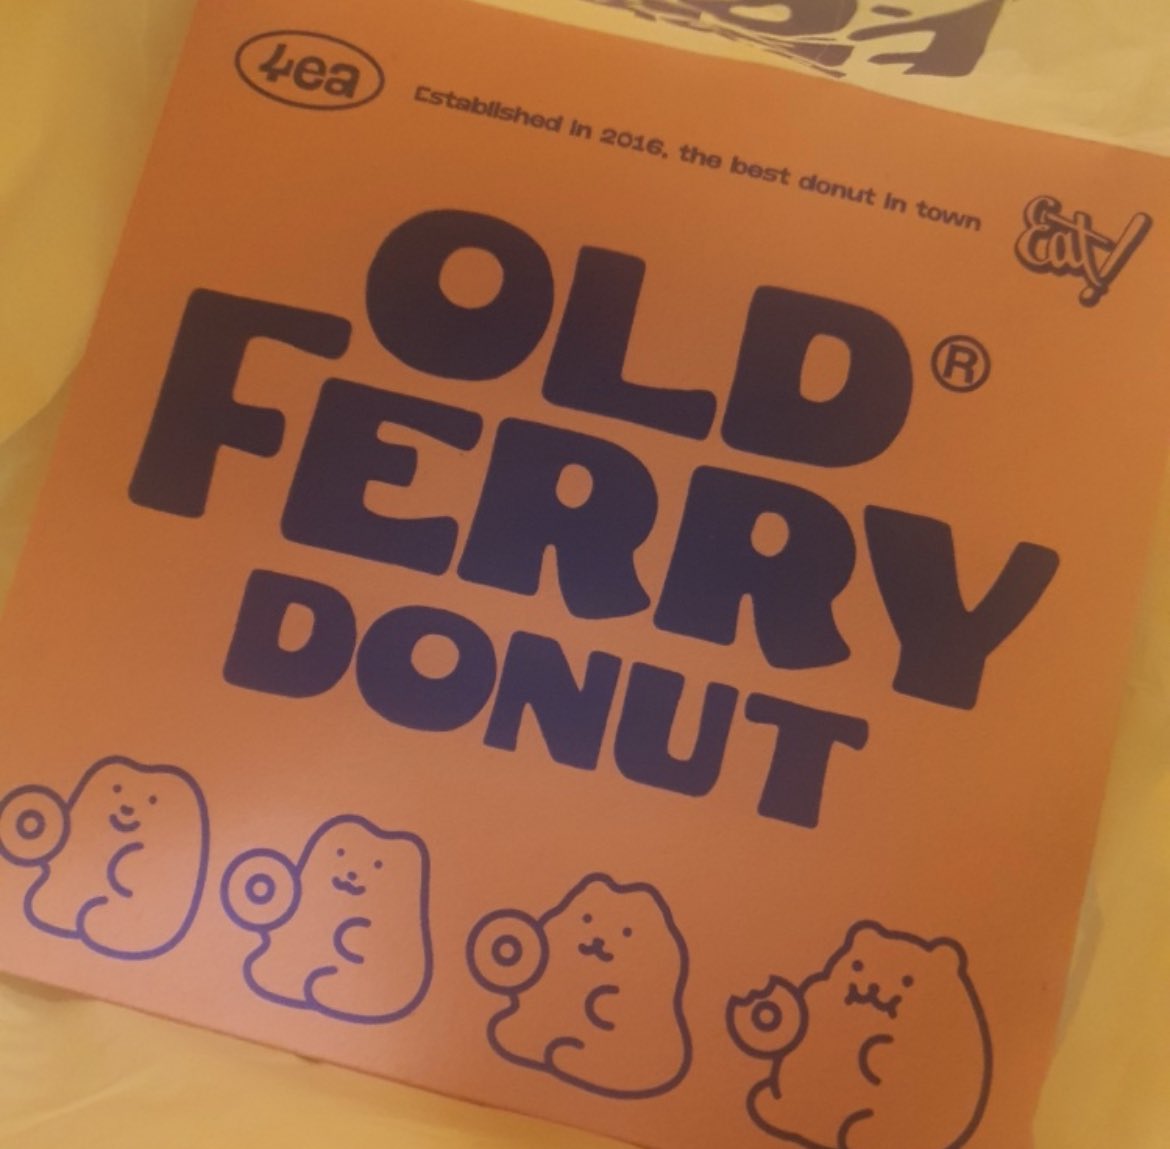 4ea
Established in 2016, the best donut in town
Eat!
OLD®
FERRY
DONUT